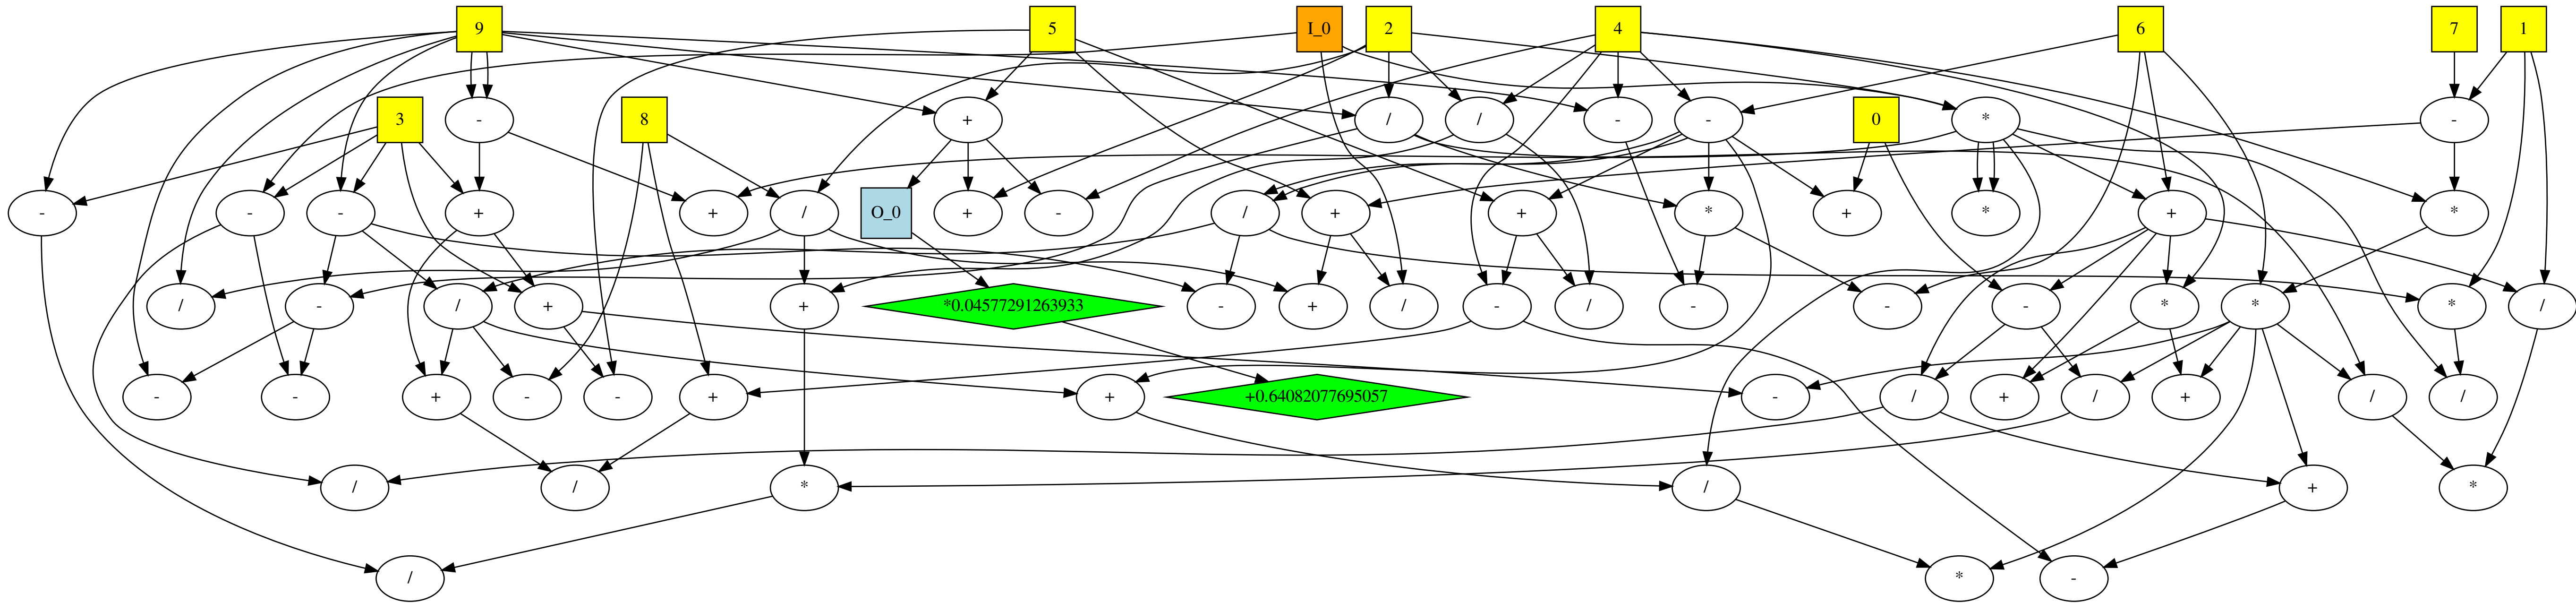 9 5 I_0 2 4 6 7 1
3 - 8 + / / - - 0 * -
- - - + + / O_0 + - / + + * + * + *
/ - / + + *0.04577291263933 - + / - / - - - * * * /
- - + - - + + +0.64082077695057 - / + / + / /
/ / * / + *
/ * -